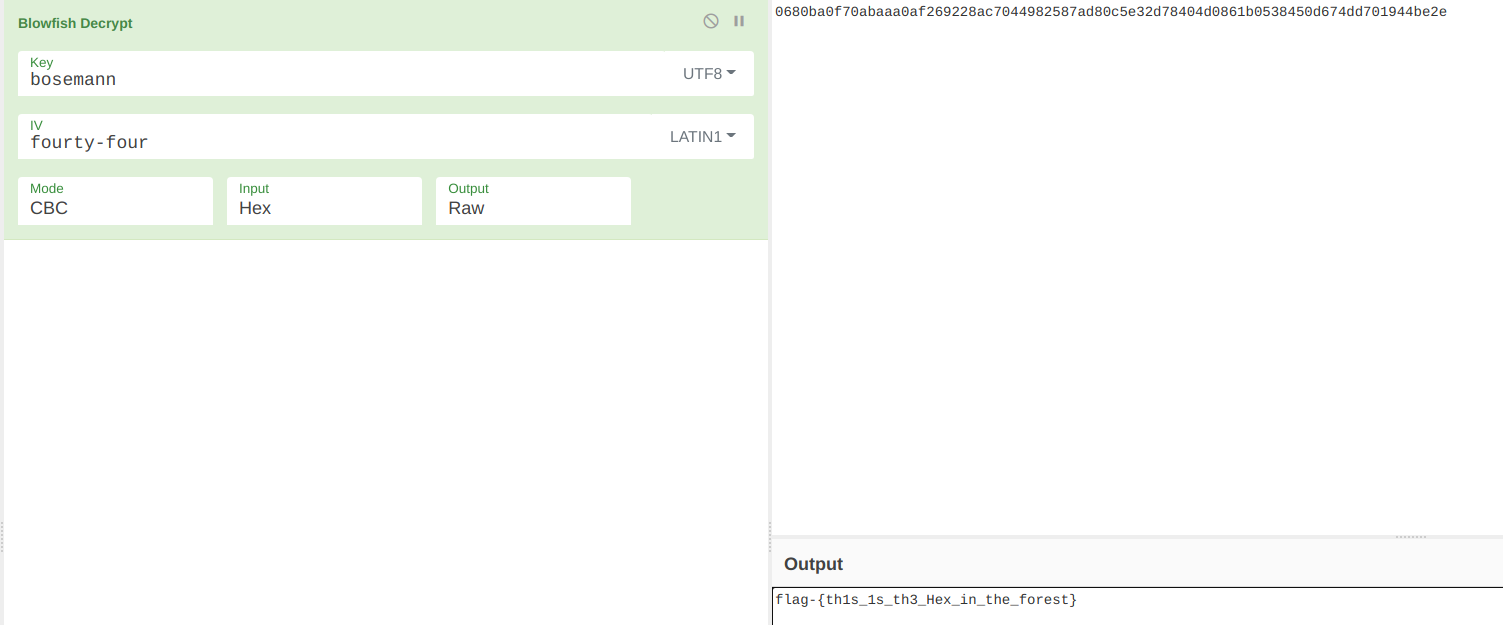 Blowfish Decrypt
Key
bosemann
UTF8
IV
fourty-four
LATIN1
Mode
CBC
Input
Hex
Output
Raw
0680ba0f70abaaa0af269228ac7044982587ad80c5e32d78404d0861b0538450d674dd701944be2e
Output
flag-{th1s_1s_th3_Hex_in_the_forest}